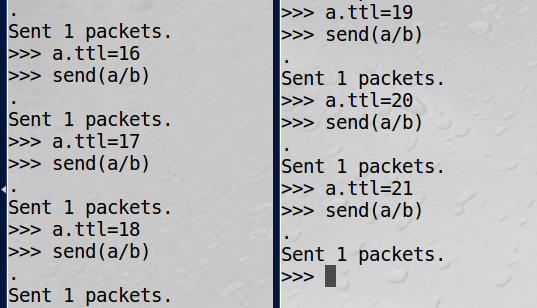 .
Sent 1 packets.
>>> a.ttl=16
>>> send(a/b)
.
Sent 1 packets.
>>> a.ttl=17
>>> send(a/b)
.
Sent 1 packets.
>>> a.ttl=18
>>> send(a/b)
.
Sent 1 packets.
>>> a.ttl=19
>>> send(a/b)
.
Sent 1 packets.
>>> a.ttl=20
>>> send(a/b)
.
Sent 1 packets.
>>> a.ttl=21
>>> send(a/b)
.
Sent 1 packets.
>>>